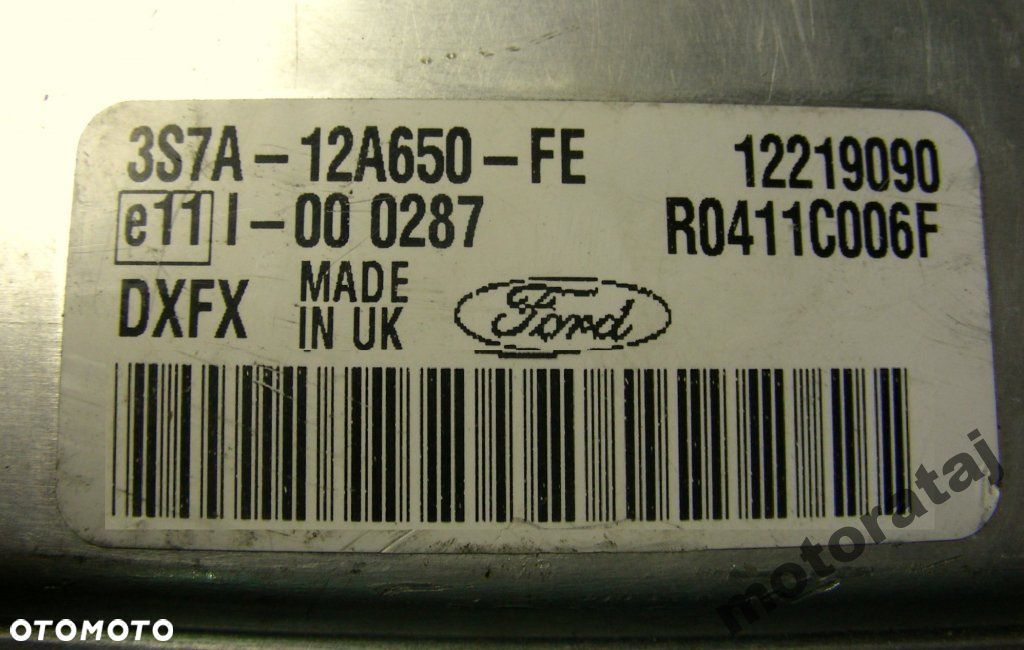 3S7A-12A650-FE 12219090
e11 I-00 0287 R0411C006F
DXFX MADE IN UK Ford
motorataj
OTOMOTO